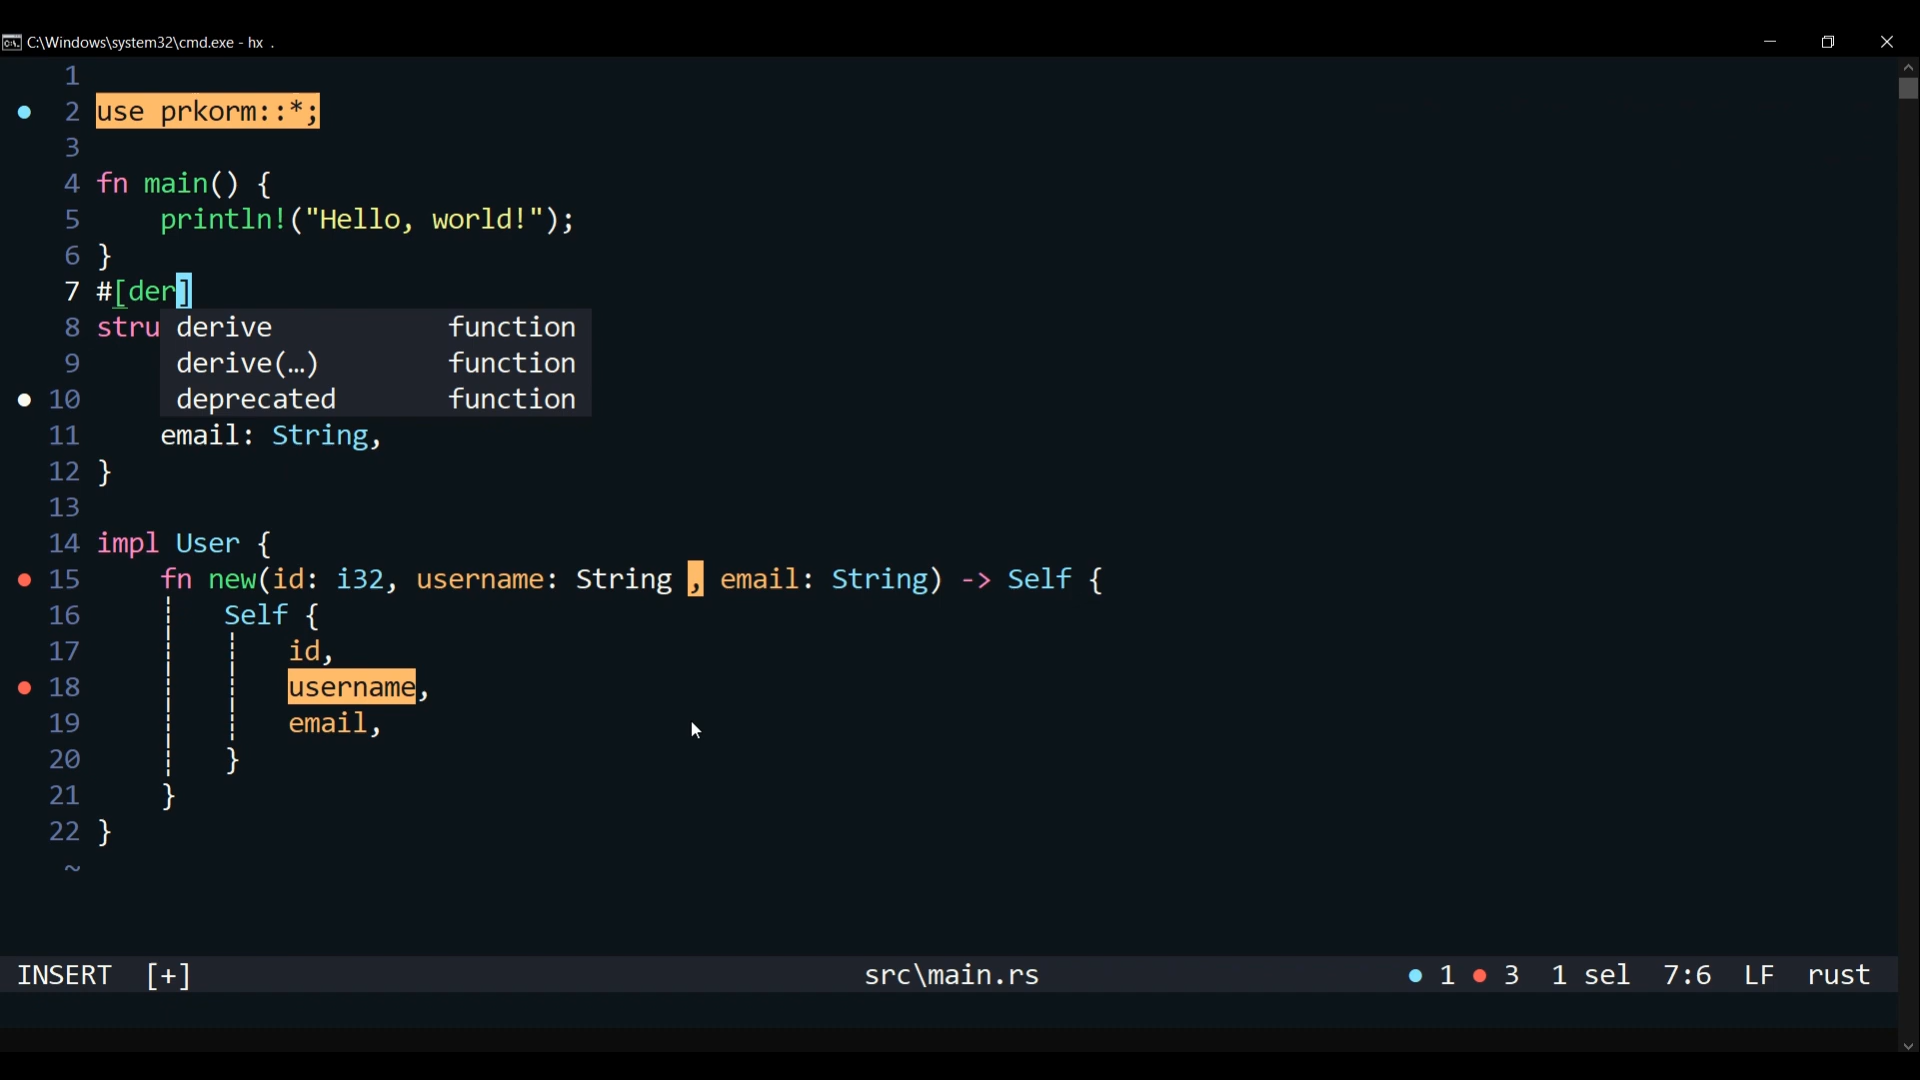 C:\Windows\system32\cmd.exe - hx .
1
2 use prkorm::*;
3
4 fn main() {
5 println!("Hello, world!");
6 }
7 #[der]
8 stru derive function
9 derive(…) function
10 deprecated function
11 email: String,
12 }
13
14 impl User {
15 fn new(id: i32, username: String , email: String) -> Self {
16 Self {
17 id,
18 username,
19 email,
20 }
21 }
22 }
~
INSERT [+] src\main.rs 1 3 1 sel 7:6 LF rust